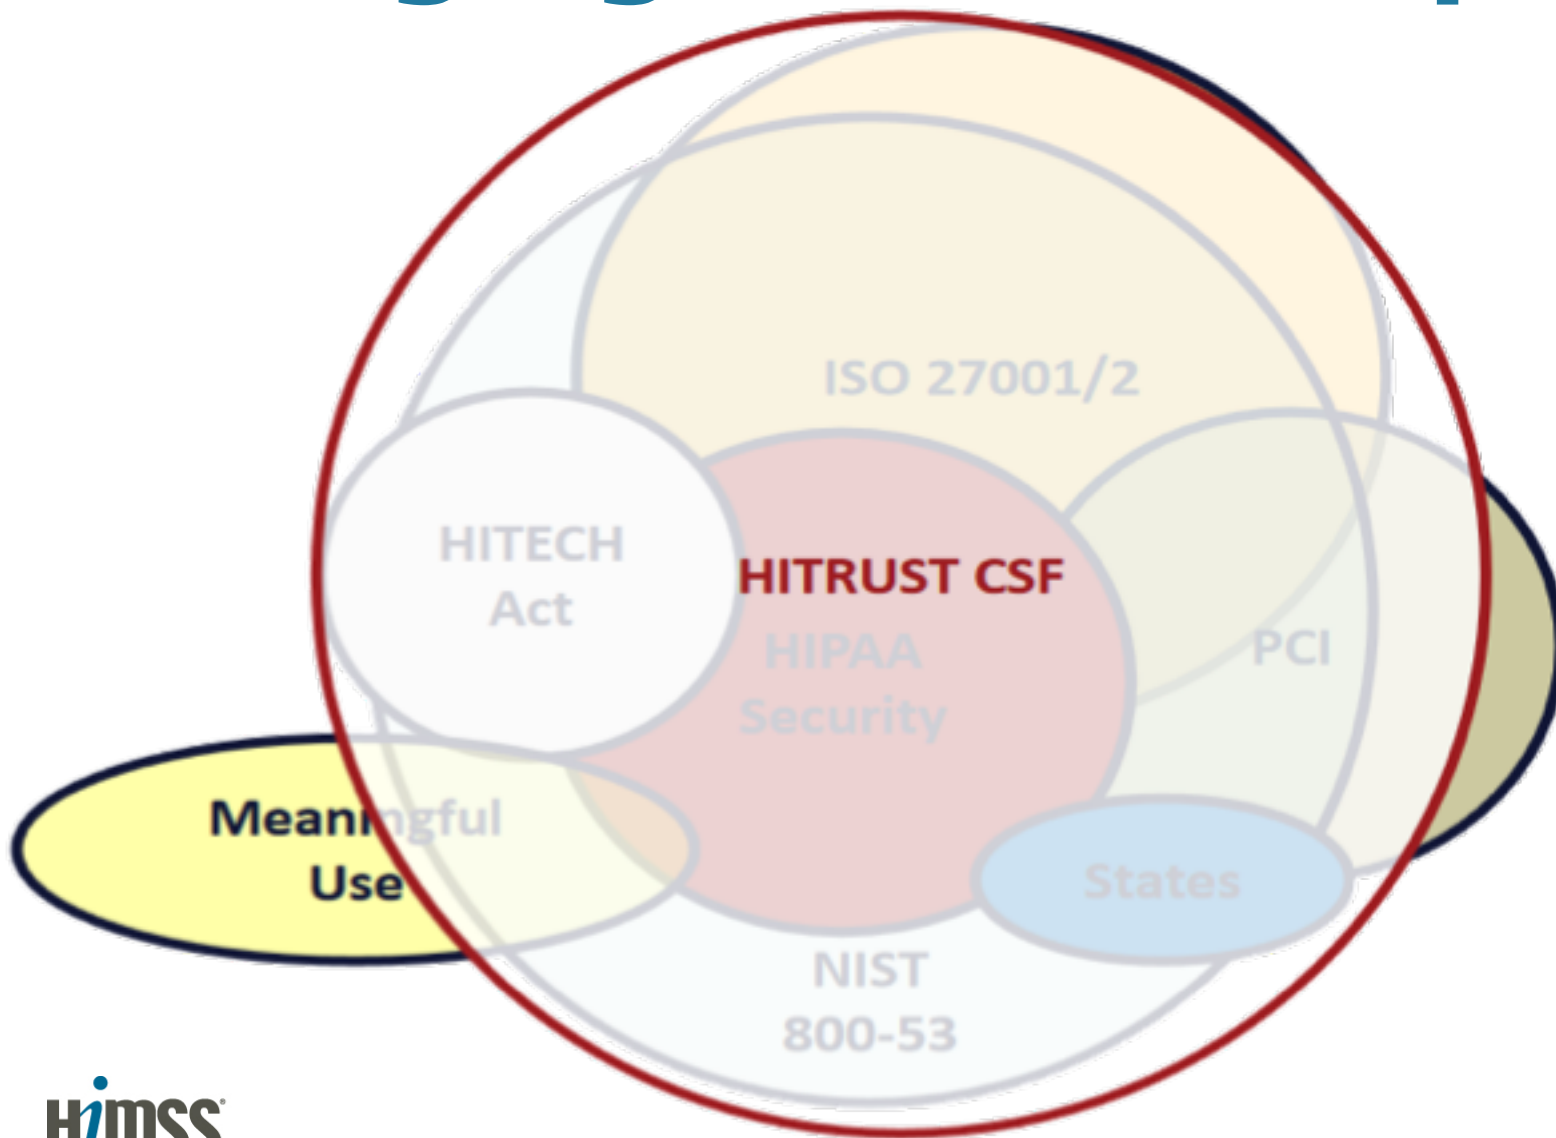 ISO 27001/2
HITECH
Act
HITRUST CSF
HIPAA
Security
PCI
Meaningful
Use
States
NIST
800-53
HiMSS